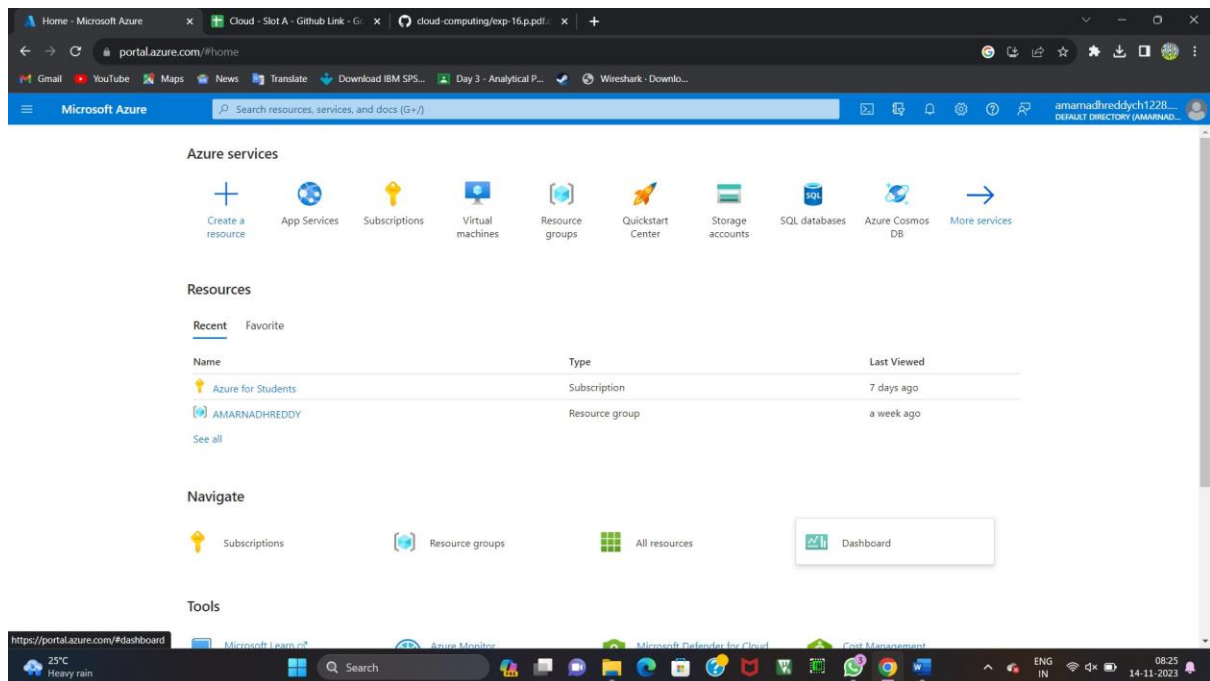 Home - Microsoft Azure
Cloud - Slot A - Github Link - Go
cloud-computing/exp-16.p.pdf
portal.azure.com/#home
Gmail YouTube Maps News Translate Download IBM SPS... Day 3 - Analytical P... Wireshark · Downlo...
Microsoft Azure
Search resources, services, and docs (G+/)
amarnadhreddych1228....
DEFAULT DIRECTORY (AMARNAD...
Azure services
Create a resource
App Services
Subscriptions
Virtual machines
Resource groups
Quickstart Center
Storage accounts
SQL databases
Azure Cosmos DB
More services
Resources
Recent Favorite
Name Type Last Viewed
Azure for Students Subscription 7 days ago
AMARNADHREDDY Resource group a week ago
See all
Navigate
Subscriptions Resource groups All resources Dashboard
Tools
Microsoft Learn Azure Monitor Microsoft Defender for Cloud Cost Management
https://portal.azure.com/#dashboard
25°C
Heavy rain
Search
ENG
IN
08:25
14-11-2023